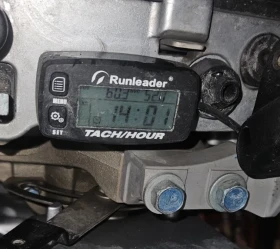 Runleader®
MENU
14:01
SET
TACH/HOUR